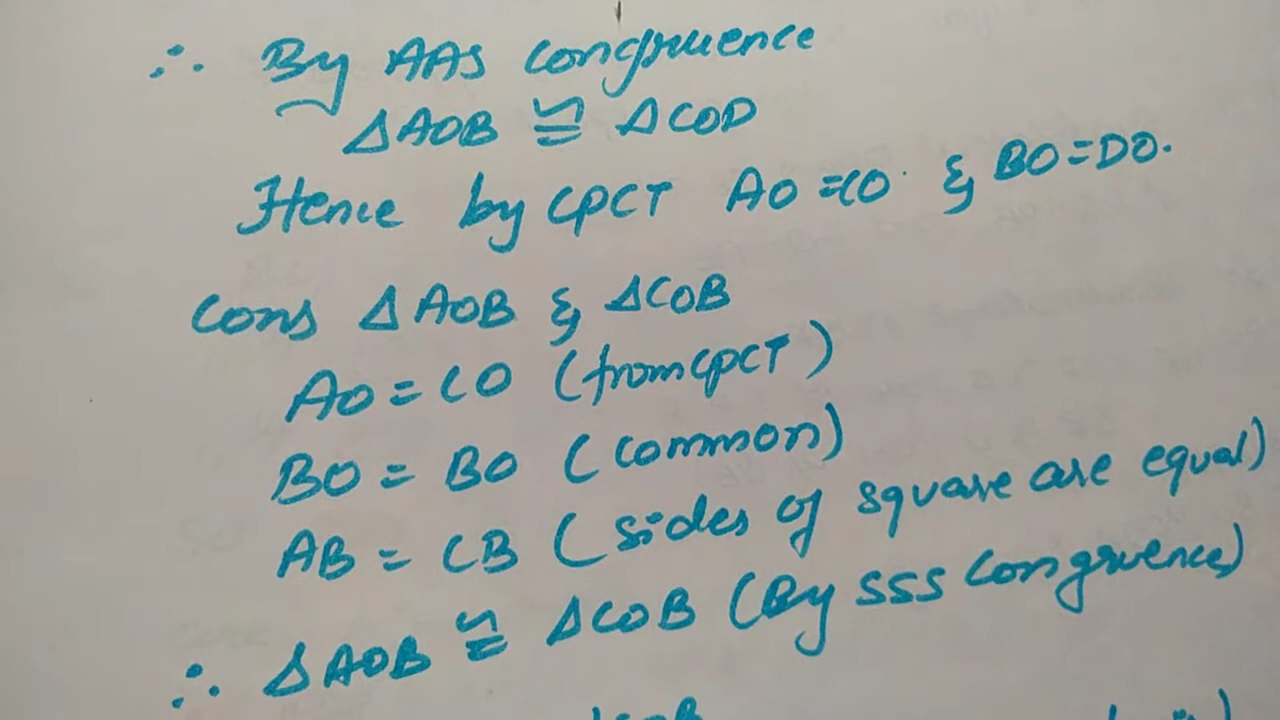 ∴ By AAS congruence
ΔAOB ≅ ΔCOD
Hence by CPCT AO=CO & BO=DO.
Cons ΔAOB & ΔCOB
AO = CO (from CPCT)
BO = BO (common)
AB = CB (sides of square are equal)
∴ ΔAOB ≅ ΔCOB (By SSS congruence)